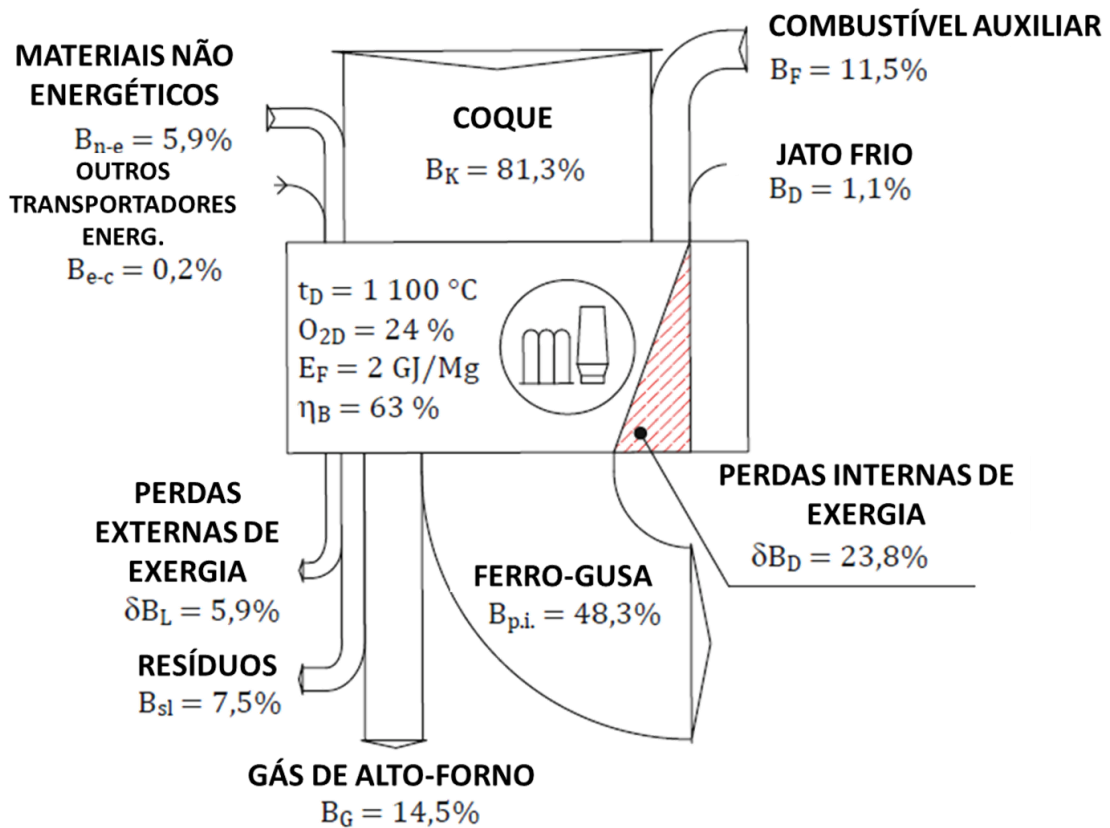 MATERIAIS NÃO
ENERGÉTICOS
Bn-e = 5,9%
OUTROS
TRANSPORTADORES
ENERG.
Be-c = 0,2%
COQUE
BK = 81,3%
COMBUSTÍVEL AUXILIAR
BF = 11,5%
JATO FRIO
BD = 1,1%
tD = 1 100 °C
O2D = 24 %
EF = 2 GJ/Mg
ηB = 63 %
PERDAS
EXTERNAS DE
EXERGIA
δBL = 5,9%
RESÍDUOS
Bsl = 7,5%
GÁS DE ALTO-FORNO
BG = 14,5%
FERRO-GUSA
Bp.i. = 48,3%
PERDAS INTERNAS DE
EXERGIA
δBD = 23,8%